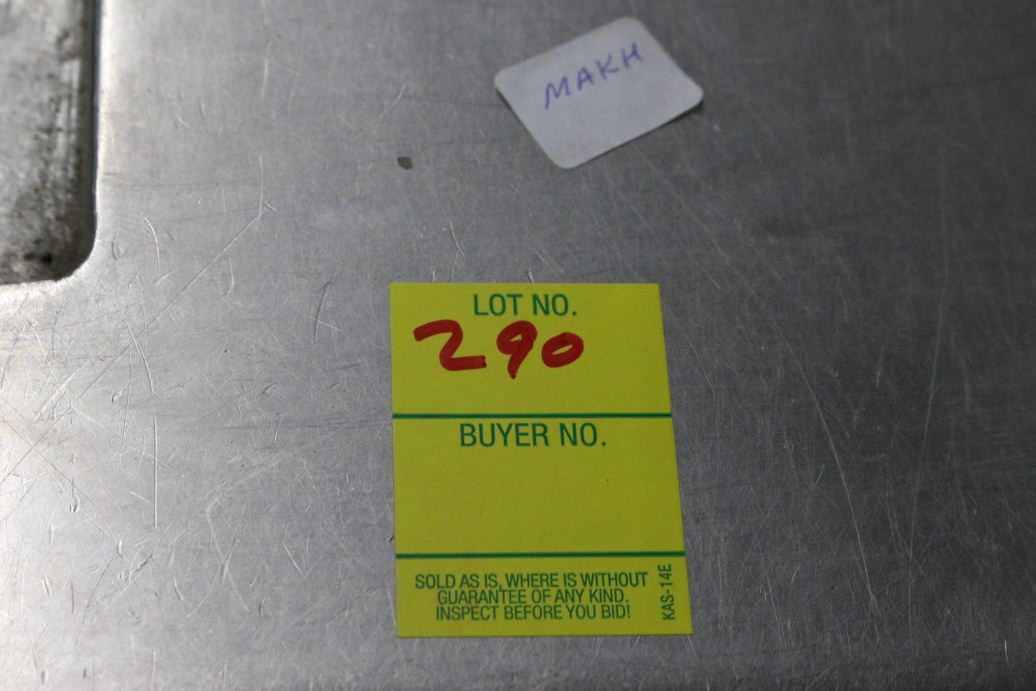 MAKH
LOT NO.
290
BUYER NO.
SOLD AS IS, WHERE IS WITHOUT
GUARANTEE OF ANY KIND.
INSPECT BEFORE YOU BID!
KAS-14E